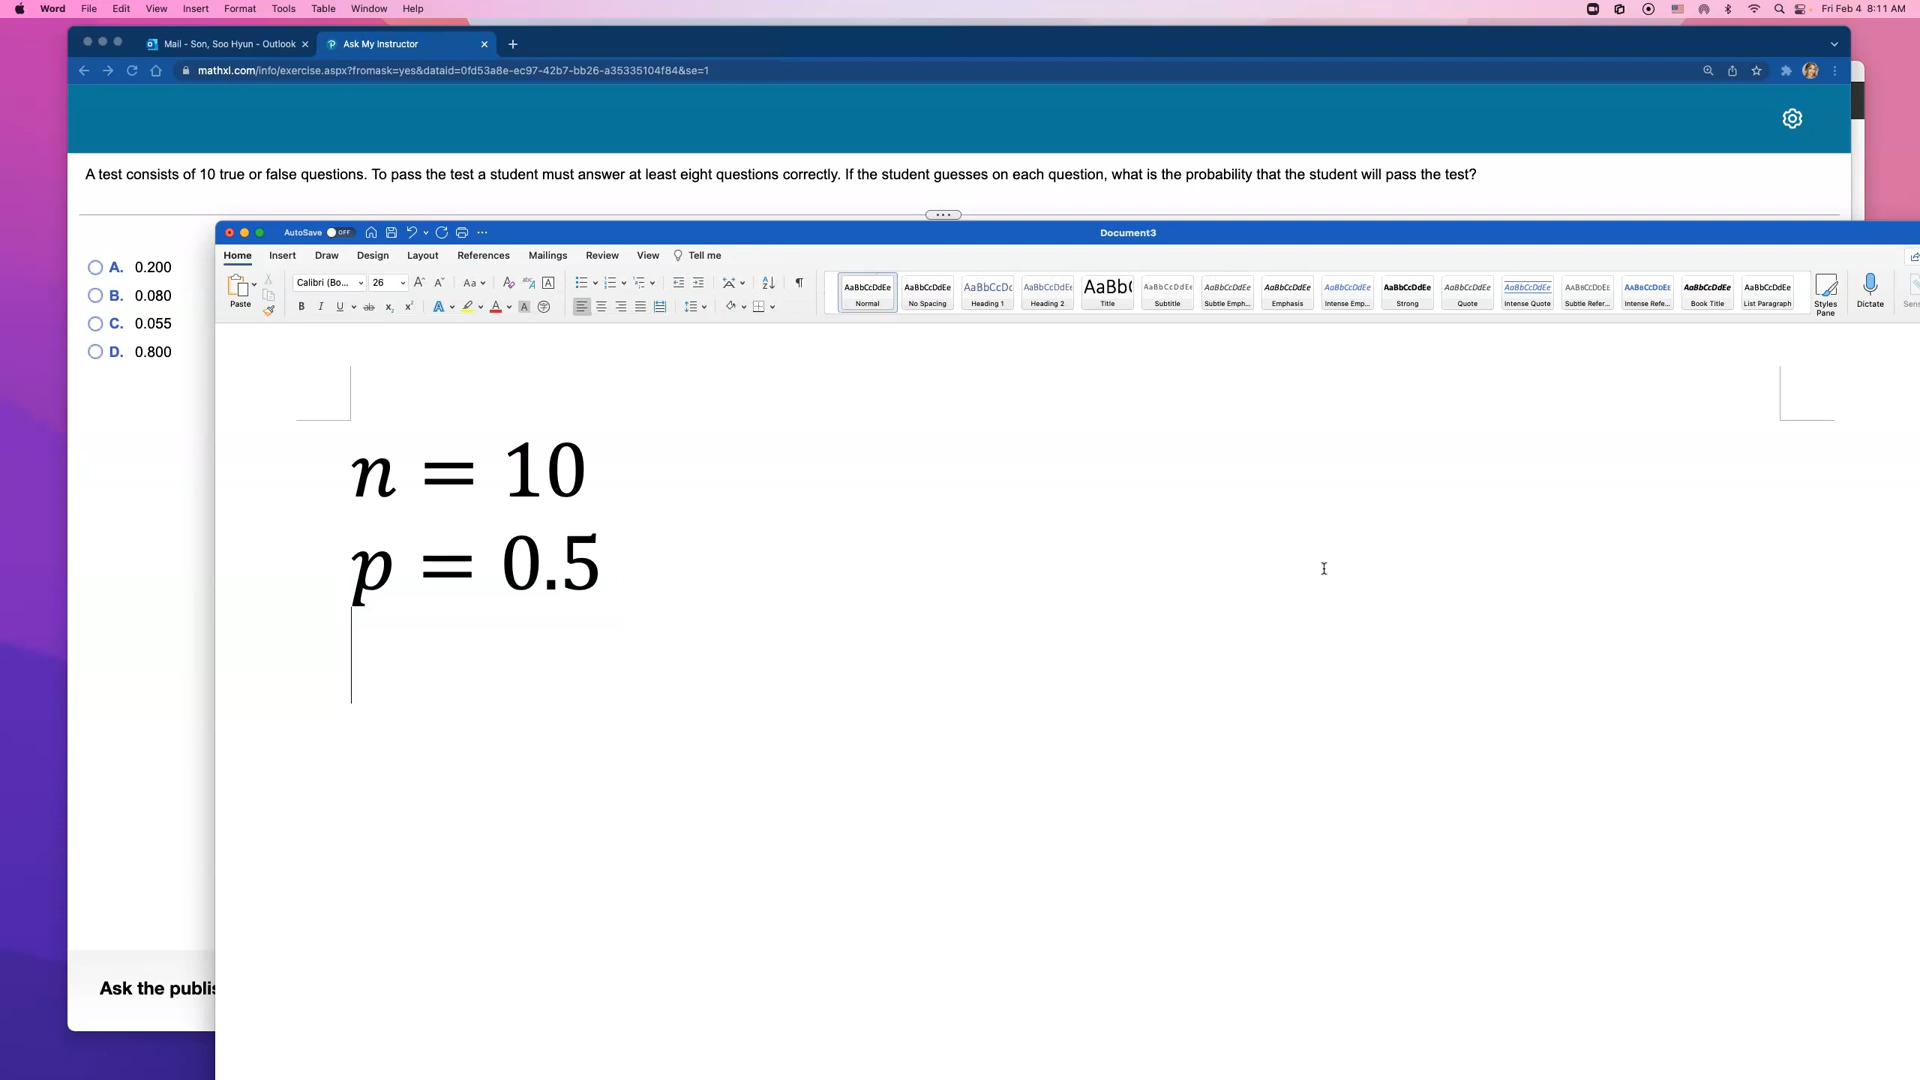 Word File Edit View Insert Format Tools Table Window Help Fri Feb 4 8:11 AM
Mail - Son, Soo Hyun - Outlook Ask My Instructor
mathxl.com/info/exercise.aspx?fromask=yes&dataid=0fd53a8e-ec97-42b7-bb26-a35335104f84&se=1
A test consists of 10 true or false questions. To pass the test a student must answer at least eight questions correctly. If the student guesses on each question, what is the probability that the student will pass the test?
A. 0.200
B. 0.080
C. 0.055
D. 0.800
AutoSave OFF Document3
Home Insert Draw Design Layout References Mailings Review View Tell me
Paste Calibri (Bo... 26
AaBbCcDdEe AaBbCcDdEe AaBbCcDc AaBbCcDdEe AaBb( AaBbCcDdEe AaBbCcDdEe AaBbCcDdEe AaBbCcDdEe AaBbCcDdEe AaBbCcDdEe AaBbCcDdEe AaBbCcDdEe AaBbCcDdEe AaBbCcDdEe AaBbCcDdEe
Normal No Spacing Heading 1 Heading 2 Title Subtitle Subtle Emph... Emphasis Intense Emp... Strong Quote Intense Quote Subtle Refer... Intense Refe... Book Title List Paragraph Styles Pane Dictate
n = 10
p = 0.5
Ask the publis